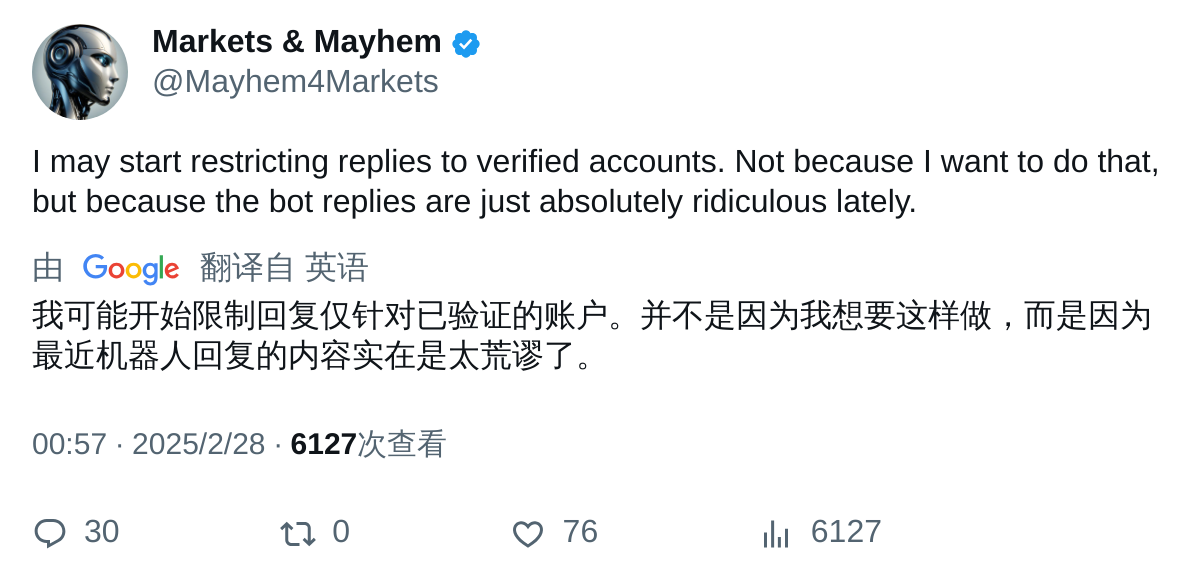 Markets & Mayhem
@Mayhem4Markets
I may start restricting replies to verified accounts. Not because I want to do that,
but because the bot replies are just absolutely ridiculous lately.
由 Google 翻译自 英语
我可能开始限制回复仅针对已验证的账户。并不是因为我想要这样做，而是因为
最近机器人回复的内容实在是太荒谬了。
00:57 · 2025/2/28 · 6127次查看
30 0 76 6127